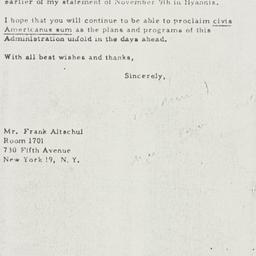 earlier of my statement of November 9th in Hyannis.
I hope that you will continue to be able to proclaim civis
Americanus sum as the plans and programs of this
Administration unfold in the days ahead.
With all best wishes and thanks,
Sincerely,
Mr. Frank Altschul
Room 1701
730 Fifth Avenue
New York 19, N. Y.